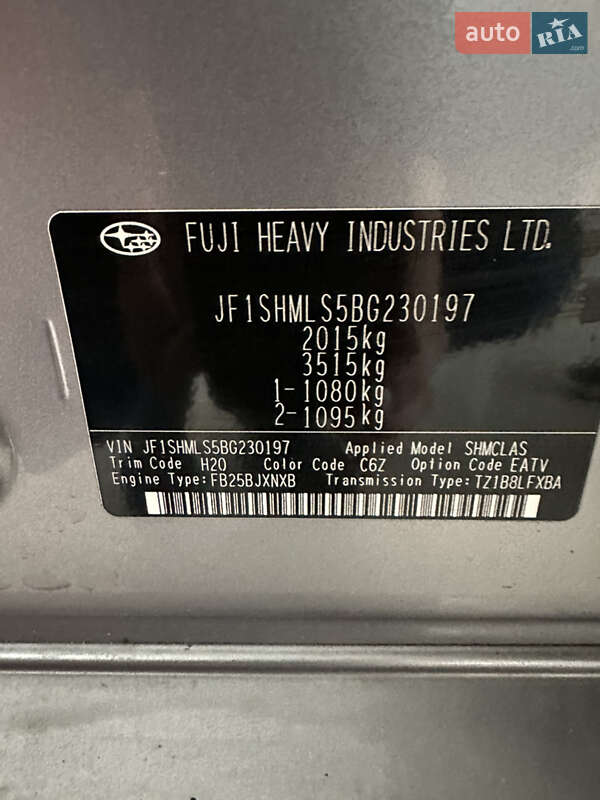 auto RIA.com
FUJI HEAVY INDUSTRIES LTD.
JF1SHMLS5BG230197
2015kg
3515kg
1-1080kg
2-1095kg
VIN JF1SHMLS5BG230197 Applied Model SHMCLAS
Trim Code H20 Color Code C6Z Option Code EATV
Engine Type:FB25BJXNXB Transmission Type:TZ1B8LFXBA